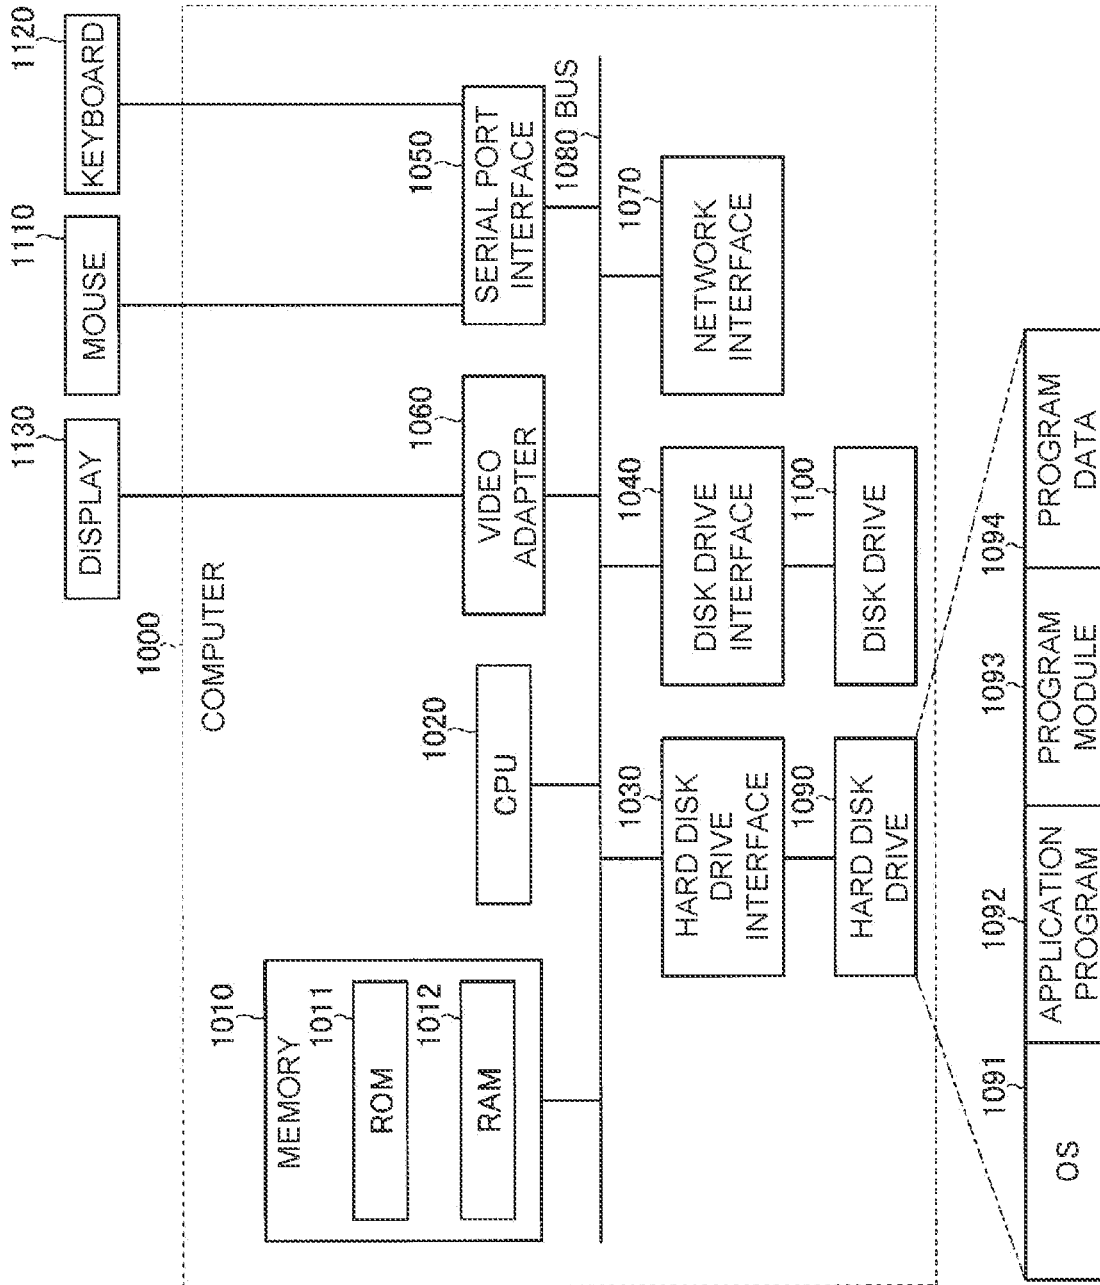 1000
COMPUTER
1010
MEMORY
1011
ROM
1012
RAM
1020
CPU
1130
DISPLAY
1110
MOUSE
1120
KEYBOARD
1060
VIDEO
ADAPTER
1050
SERIAL PORT
INTERFACE
1080 BUS
1030
HARD DISK
DRIVE
INTERFACE
1040
DISK DRIVE
INTERFACE
1070
NETWORK
INTERFACE
1090
HARD DISK
DRIVE
1100
DISK DRIVE
1091
OS
1092
APPLICATION
PROGRAM
1093
PROGRAM
MODULE
1094
PROGRAM
DATA